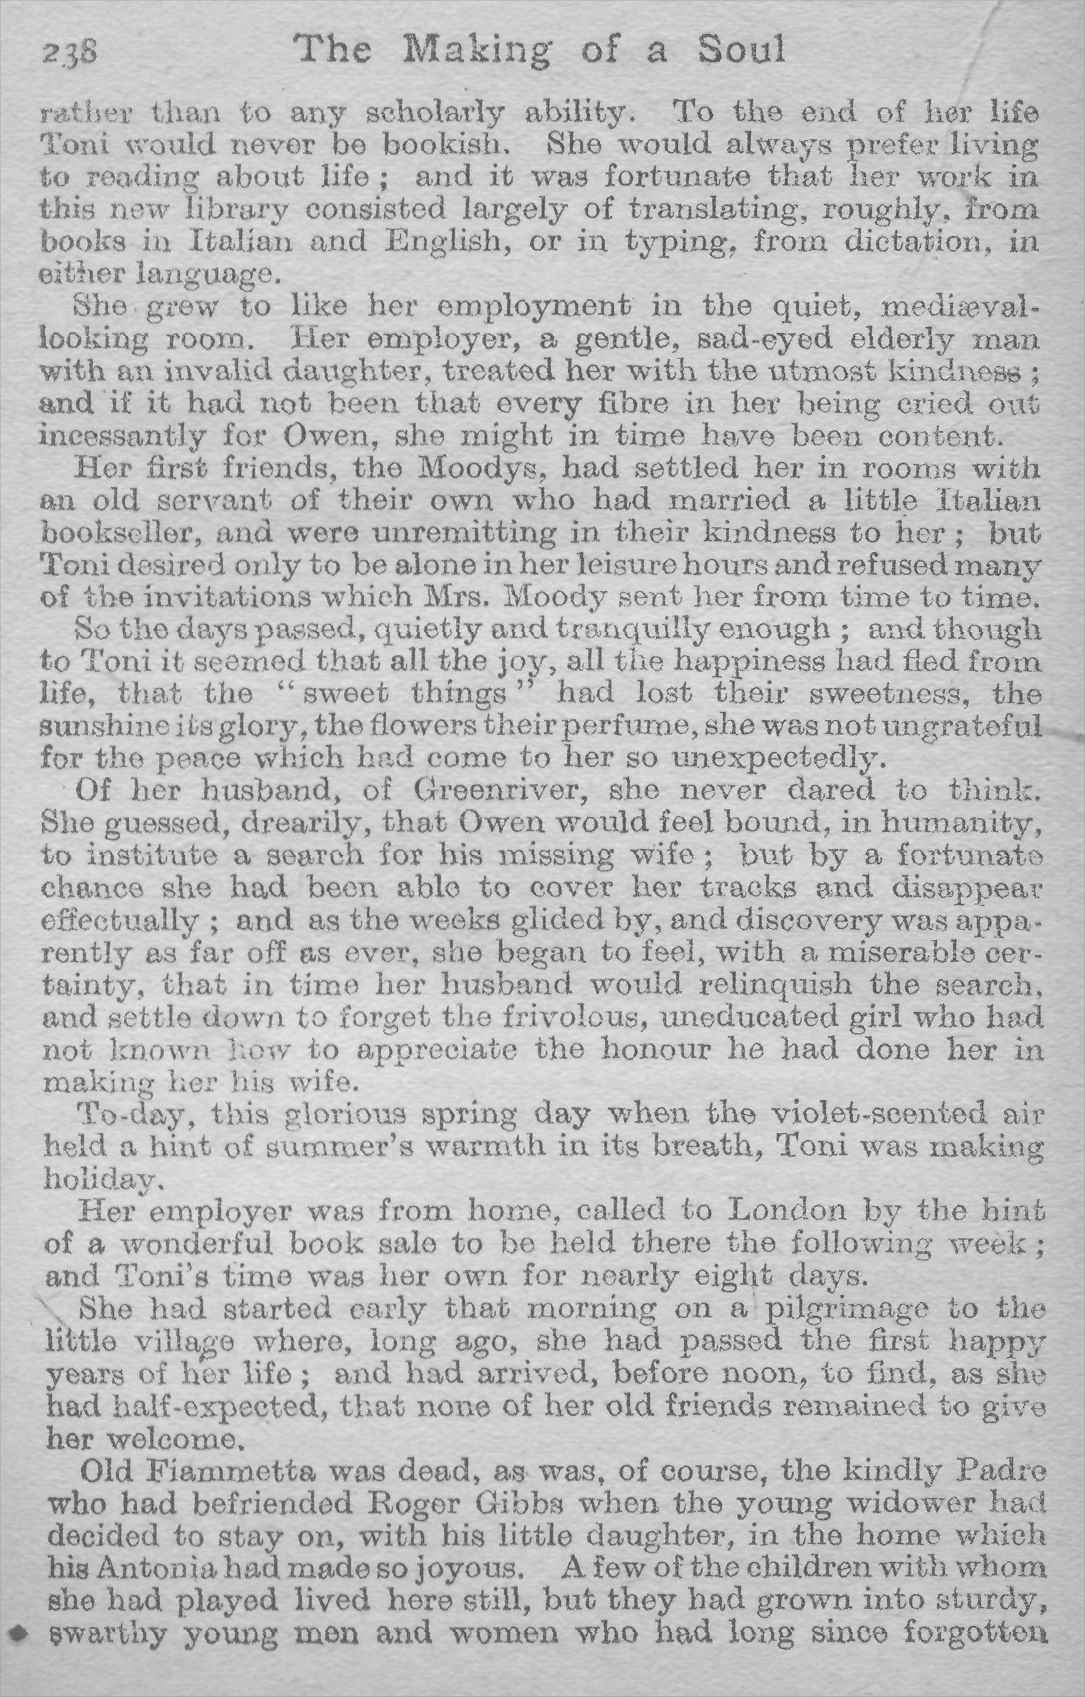 238 The Making of a Soul
rather than to any scholarly ability. To the end of her life
Toni would never be bookish. She would always prefer living
to reading about life ; and it was fortunate that her work in
this new library consisted largely of translating, roughly, from
books in Italian and English, or in typing, from dictation, in
either language.
She grew to like her employment in the quiet, mediæval-
looking room. Her employer, a gentle, sad-eyed elderly man
with an invalid daughter, treated her with the utmost kindness ;
and if it had not been that every fibre in her being cried out
incessantly for Owen, she might in time have been content.
Her first friends, the Moodys, had settled her in rooms with
an old servant of their own who had married a little Italian
bookseller, and were unremitting in their kindness to her ; but
Toni desired only to be alone in her leisure hours and refused many
of the invitations which Mrs. Moody sent her from time to time.
So the days passed, quietly and tranquilly enough ; and though
to Toni it seemed that all the joy, all the happiness had fled from
life, that the “sweet things” had lost their sweetness, the
sunshine its glory, the flowers their perfume, she was not ungrateful
for the peace which had come to her so unexpectedly.
Of her husband, of Greenriver, she never dared to think.
She guessed, drearily, that Owen would feel bound, in humanity,
to institute a search for his missing wife ; but by a fortunate
chance she had been able to cover her tracks and disappear
effectually ; and as the weeks glided by, and discovery was appa-
rently as far off as ever, she began to feel, with a miserable cer-
tainty, that in time her husband would relinquish the search,
and settle down to forget the frivolous, uneducated girl who had
not known how to appreciate the honour he had done her in
making her his wife.
To-day, this glorious spring day when the violet-scented air
held a hint of summer's warmth in its breath, Toni was making
holiday.
Her employer was from home, called to London by the hint
of a wonderful book sale to be held there the following week ;
and Toni's time was her own for nearly eight days.
She had started early that morning on a pilgrimage to the
little village where, long ago, she had passed the first happy
years of her life ; and had arrived, before noon, to find, as she
had half-expected, that none of her old friends remained to give
her welcome.
Old Fiammetta was dead, as was, of course, the kindly Padre
who had befriended Roger Gibbs when the young widower had
decided to stay on, with his little daughter, in the home which
his Antonia had made so joyous. A few of the children with whom
she had played lived here still, but they had grown into sturdy,
swarthy young men and women who had long since forgotten